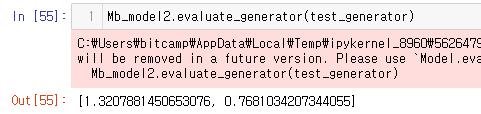 In [55]:
1 Mb_model2.evaluate_generator(test_generator)
C:₩Users₩bitcamp₩AppData₩Local₩Temp₩ipykernel_8960₩5626479
will be removed in a future version. Please use `Model.eva
Mb_model2.evaluate_generator(test_generator)
Out[55]: [1.3207881450653076, 0.7681034207344055]